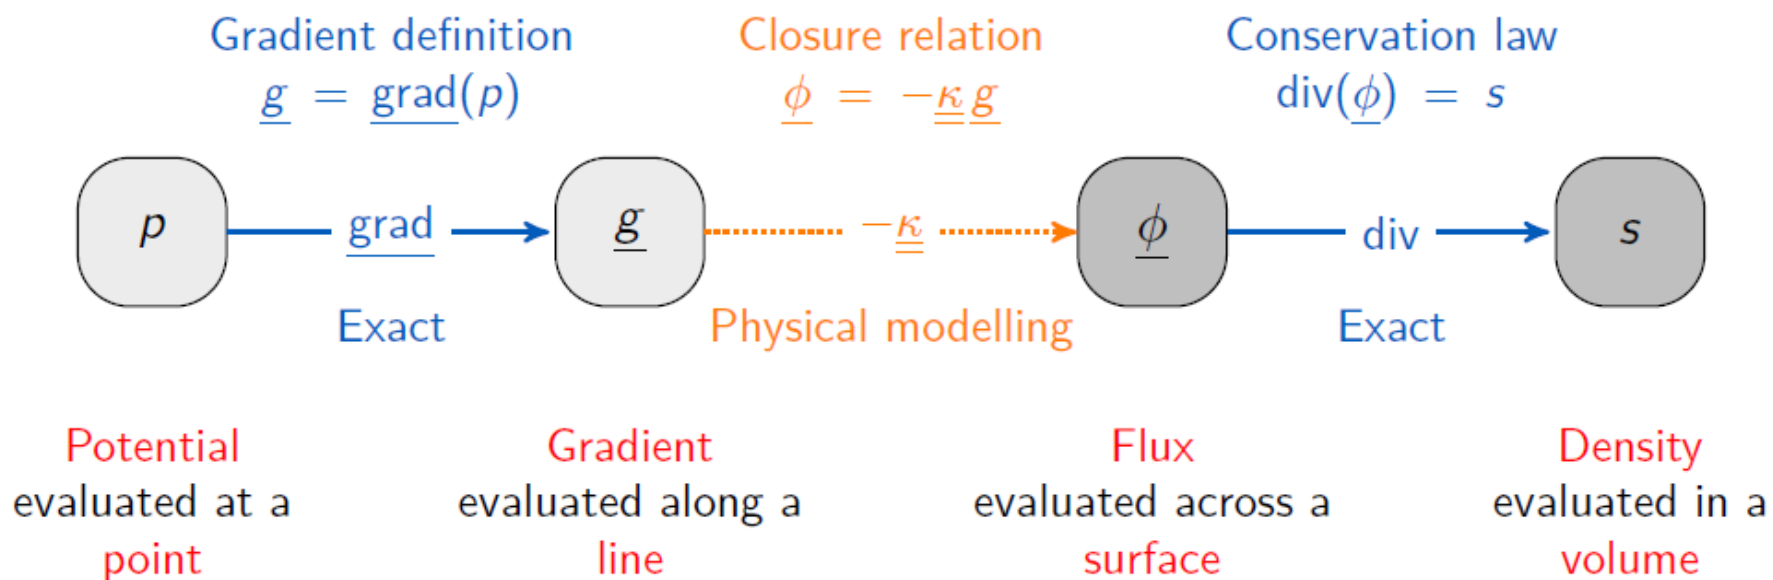 Gradient definition
g = grad(p)
Closure relation
ϕ = −κ g
Conservation law
div(ϕ) = s
p
grad
g
−κ
ϕ
div
s
Exact
Physical modelling
Exact
Potential
evaluated at a
point
Gradient
evaluated along a
line
Flux
evaluated across a
surface
Density
evaluated in a
volume